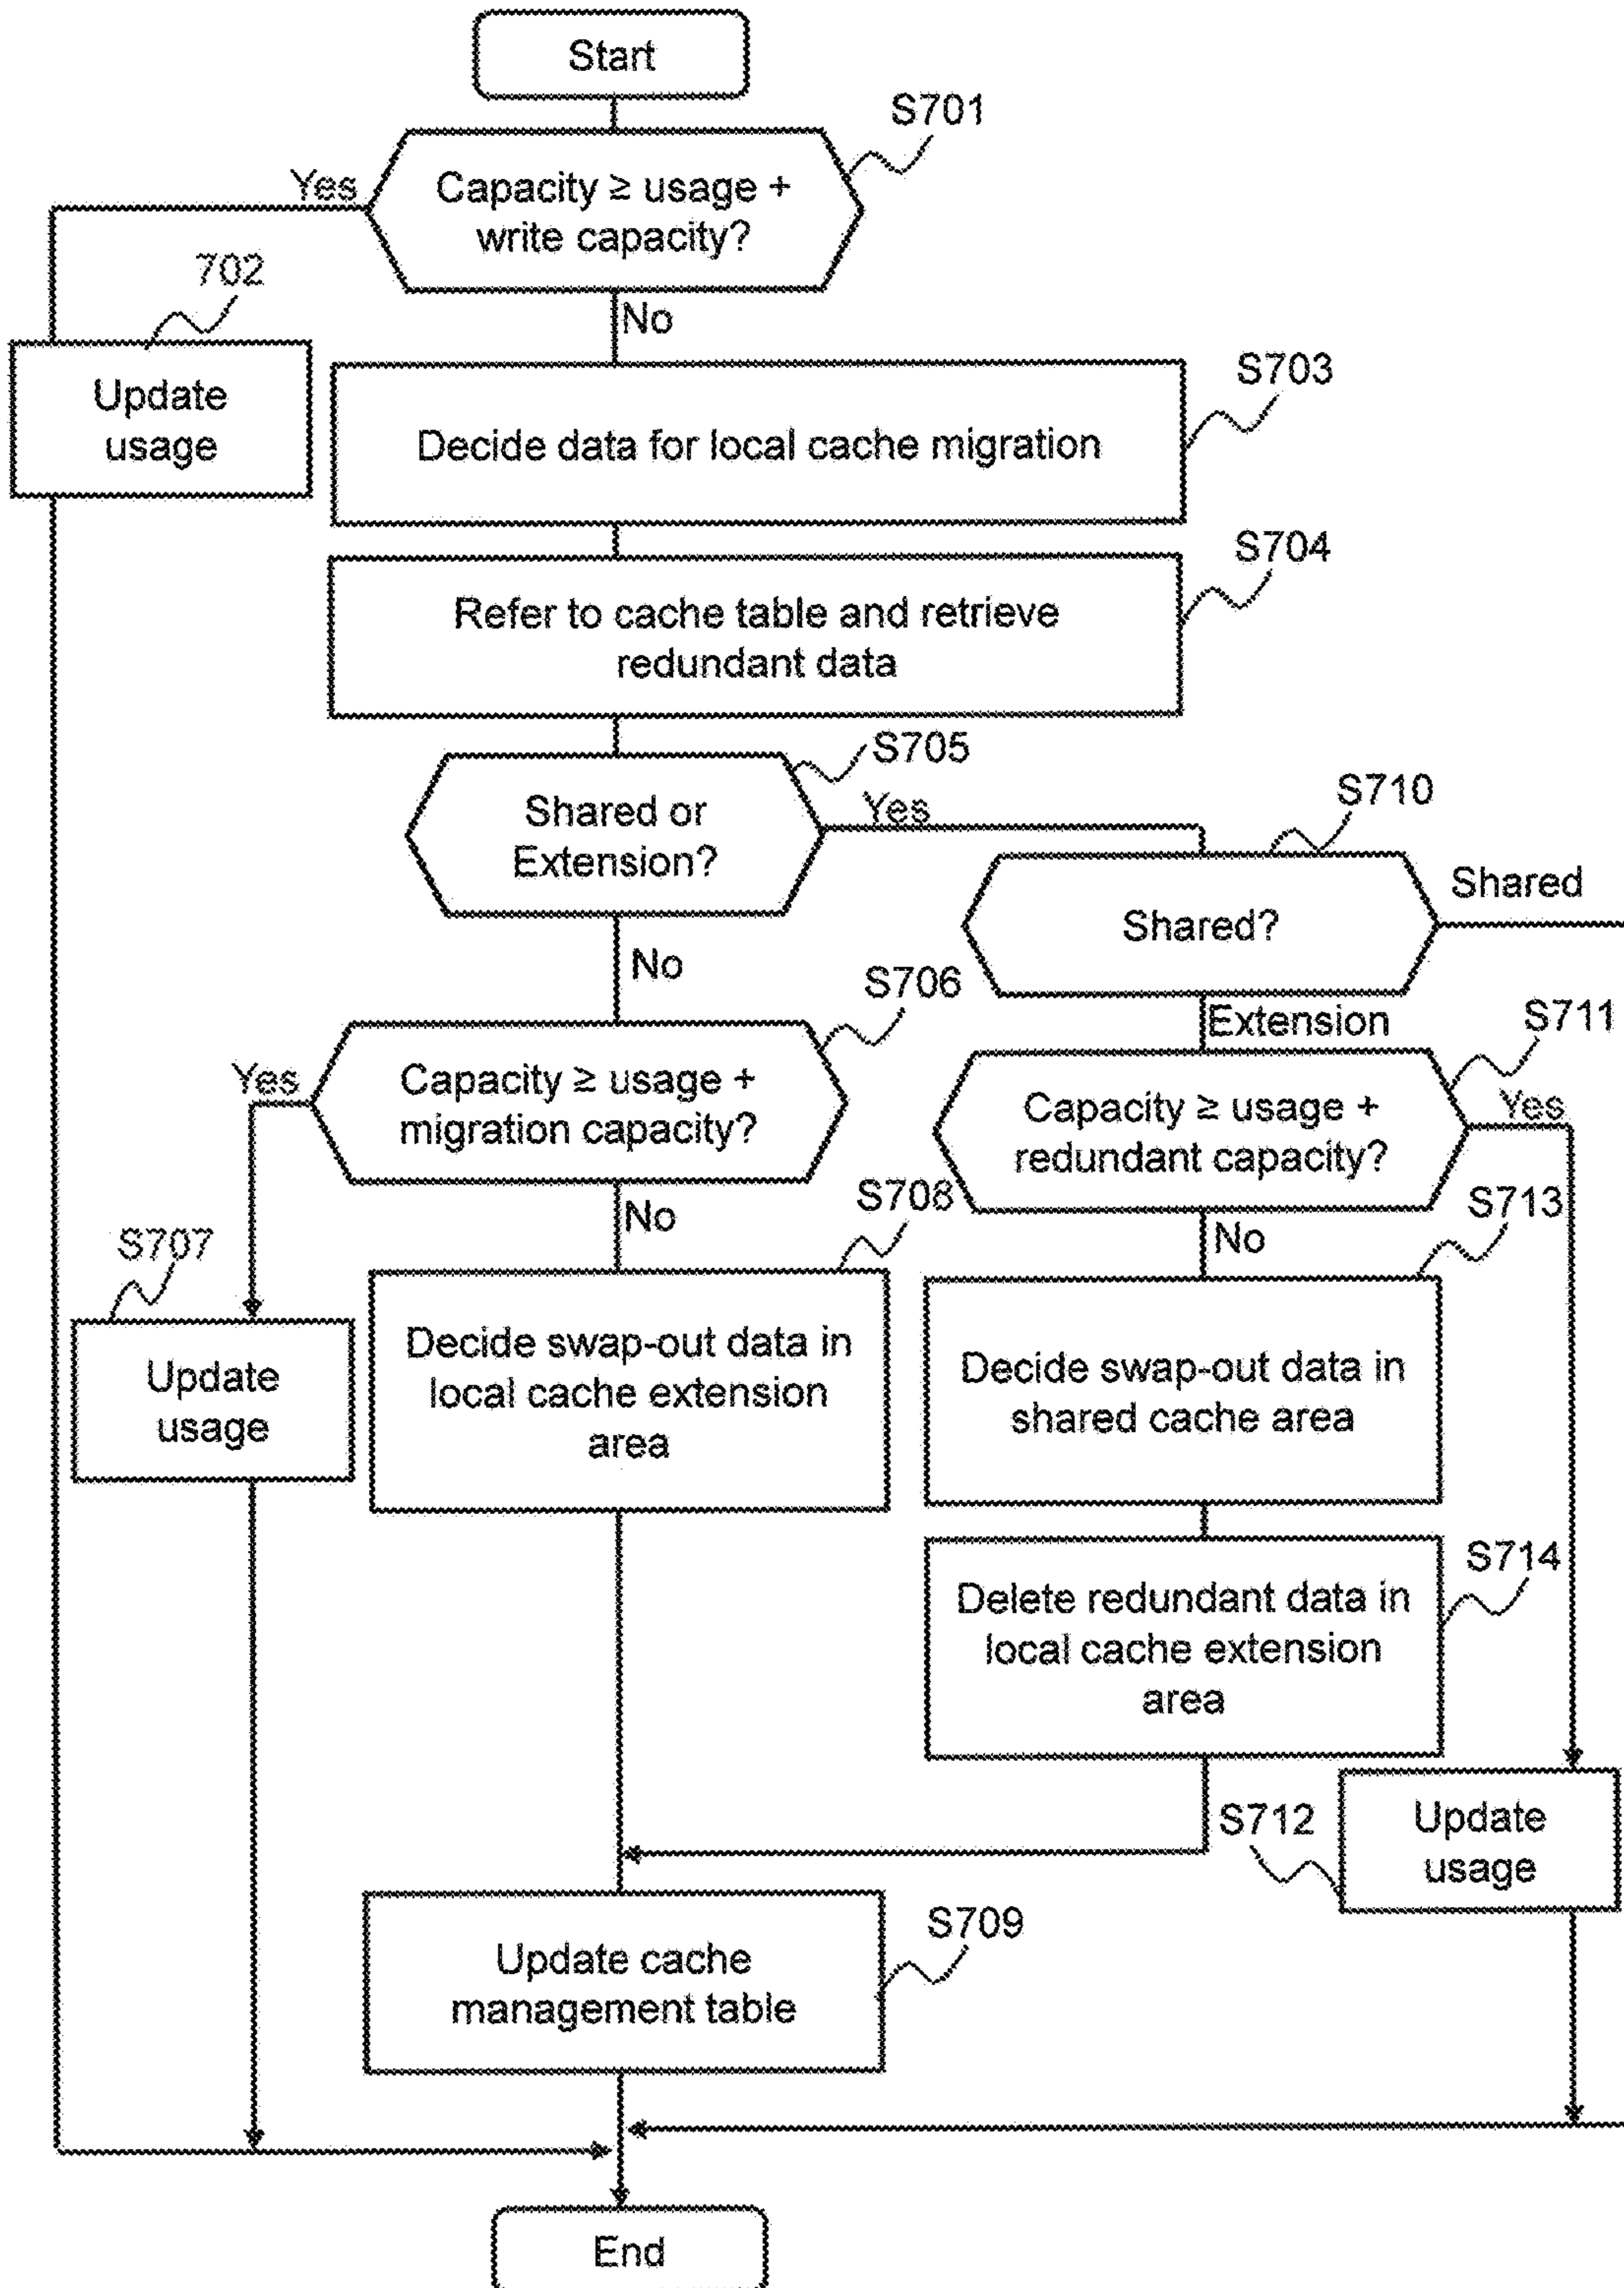 Start
S701
Yes
Capacity ≥ usage +
write capacity?
702
No
Update
usage
S703
Decide data for local cache migration
S704
Refer to cache table and retrieve
redundant data
S705
Shared or
Extension?
Yes
S710
Shared
Shared?
No
S706
Extension
S711
Yes
Capacity ≥ usage +
migration capacity?
Capacity ≥ usage +
redundant capacity?
Yes
No
S708
S713
No
S707
Update
usage
Decide swap-out data in
local cache extension
area
Decide swap-out data in
shared cache area
S714
Delete redundant data in
local cache extension
area
S712
Update
usage
S709
Update cache
management table
End